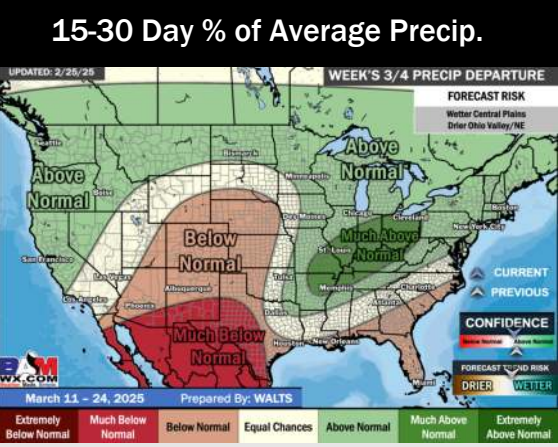 15-30 Day % of Average Precip.
UPDATED: 2/25/25
WEEK'S 3/4 PRECIP DEPARTURE
FORECAST RISK
Wetter Central Plains
Drier Ohio Valley/NE
Seattle
Bismarck
Minneapolis
Above
Normal
Above
Normal
Boise
Boston
Des Moines
Chicago
Cleveland
New York City
Below
Normal
Much Above
Normal
St. Louis
San Francisco
Las Vegas
Tulsa
CURRENT
PREVIOUS
Los Angeles
Albuquerque
Memphis
Charlotte
Phoenix
Atlanta
Dallas
CONFIDENCE
Below Normal
Above Normal
Much Below
Normal
Houston
New Orleans
BAM
WX.COM
FORECAST TREND RISK
DRIER
WETTER
Miami
March 11 – 24, 2025
Prepared By: WALTS
Extremely
Below Normal
Much Below
Normal
Below Normal
Equal Chances
Above Normal
Much Above
Normal
Extremely
Above Normal